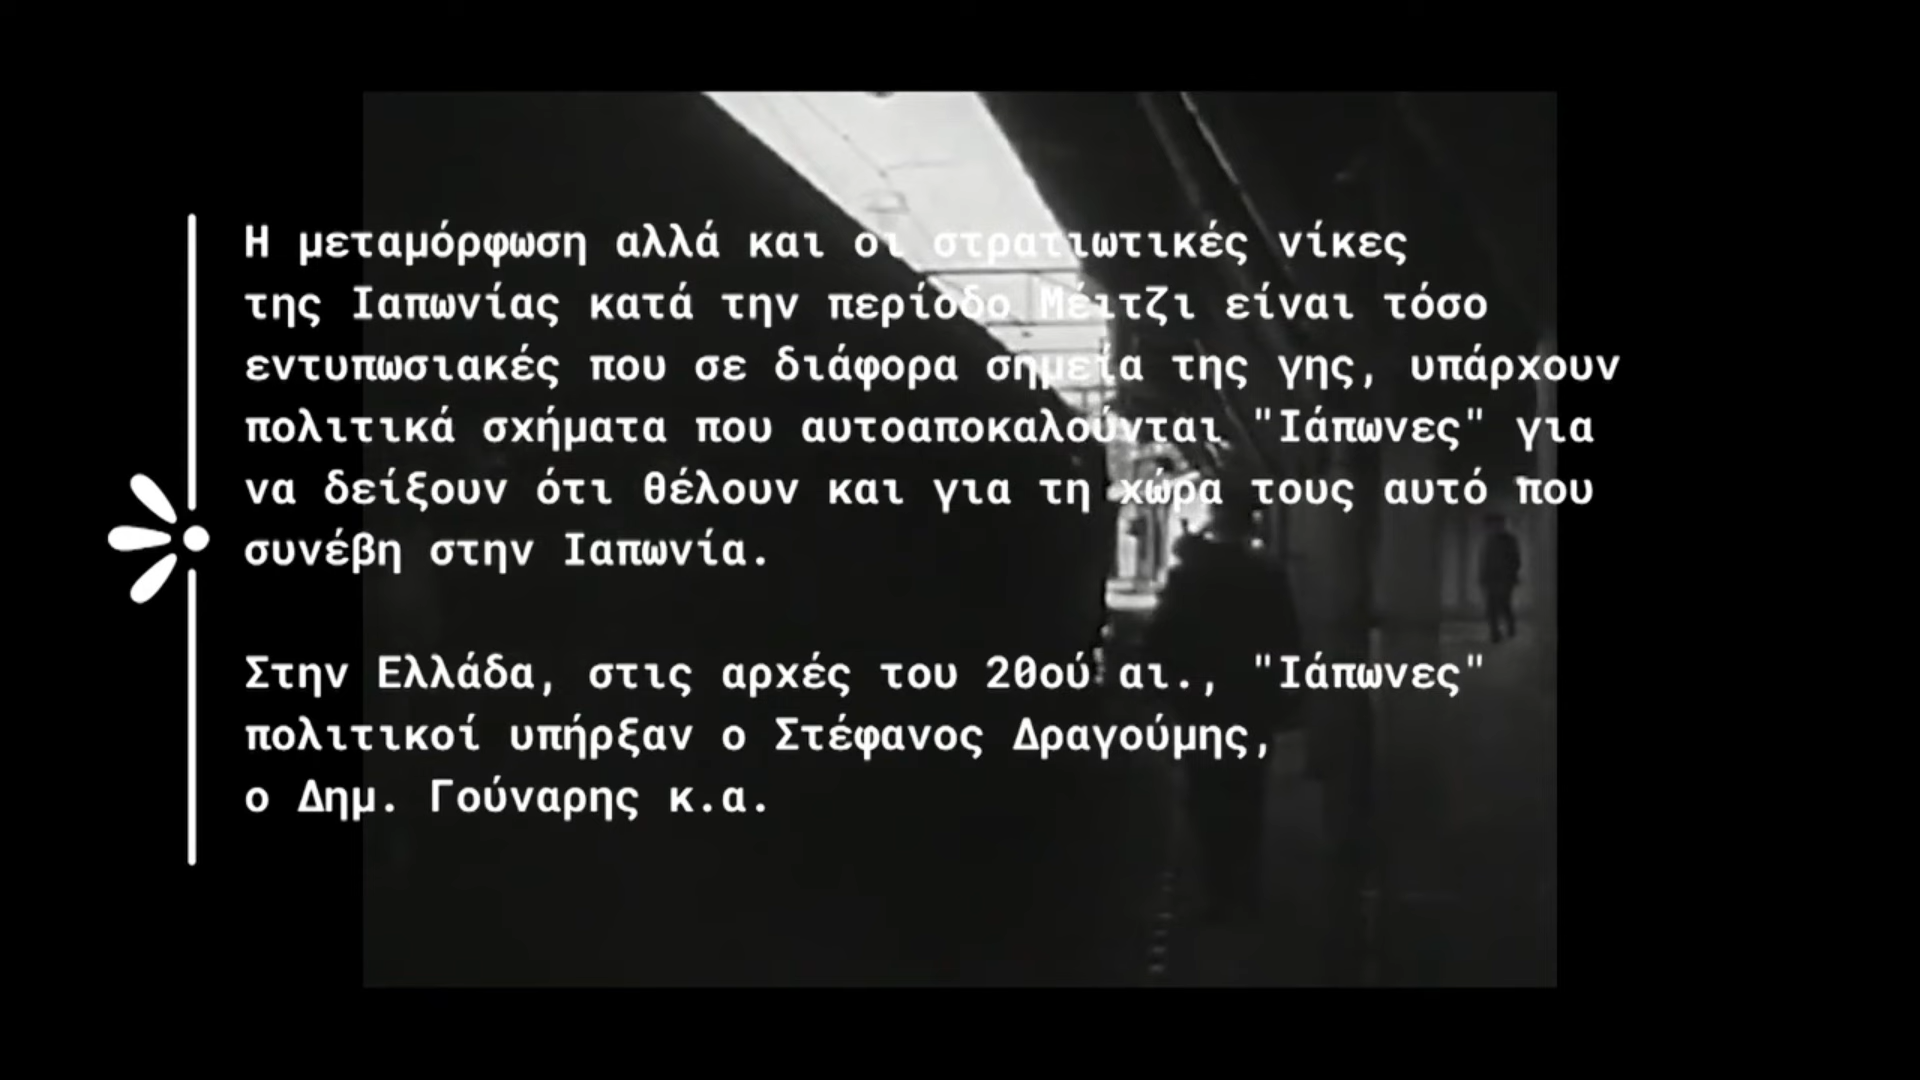 Η μεταμόρφωση αλλά και οι στρατιωτικές νίκες
της Ιαπωνίας κατά την περίοδο Μέιτζι είναι τόσο
εντυπωσιακές που σε διάφορα σημεία της γης, υπάρχουν
πολιτικά σχήματα που αυτοαποκαλούνται "Ιάπωνες" για
να δείξουν ότι θέλουν και για τη χώρα τους αυτό που
συνέβη στην Ιαπωνία.
Στην Ελλάδα, στις αρχές του 20ού αι., "Ιάπωνες"
πολιτικοί υπήρξαν ο Στέφανος Δραγούμης,
ο Δημ. Γούναρης κ.α.